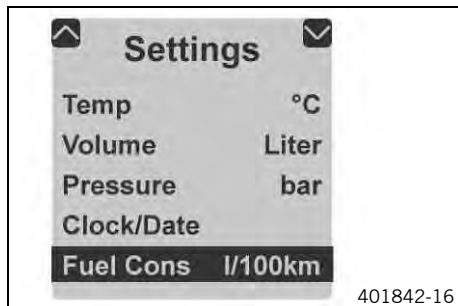 Settings
Temp °C
Volume Liter
Pressure bar
Clock/Date
Fuel Cons l/100km
401842-16